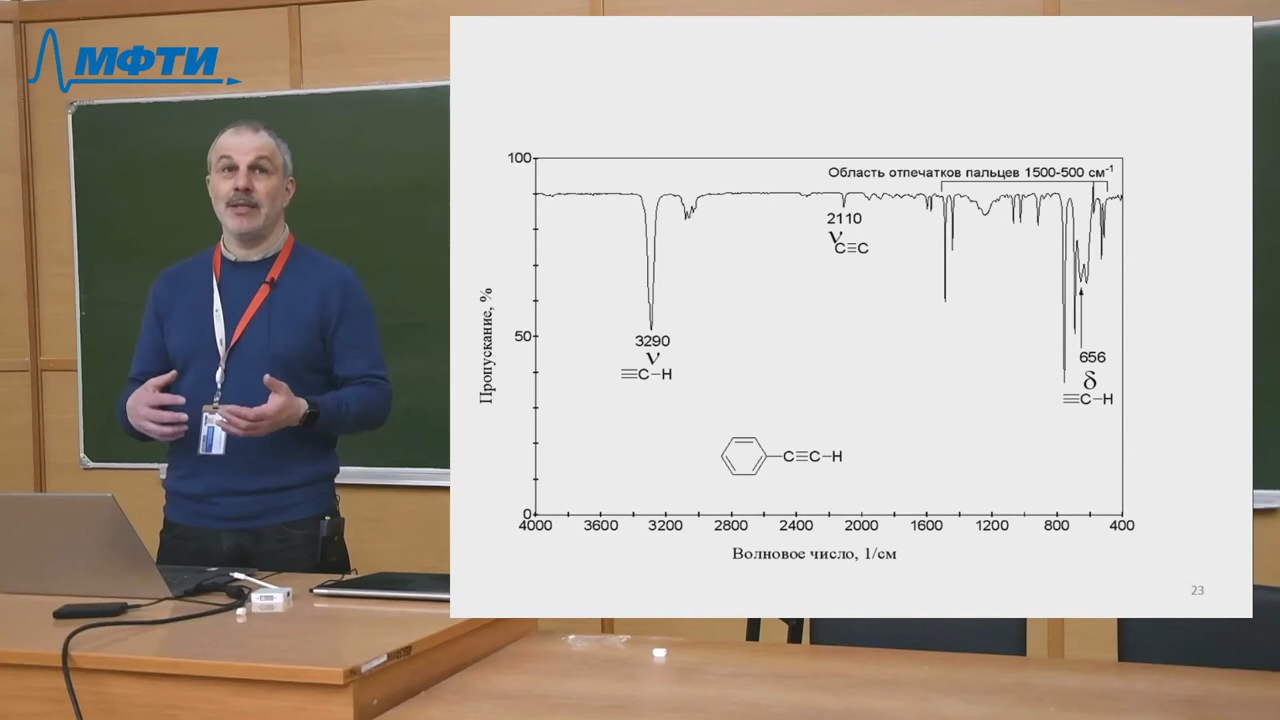 МФТИ
100
Область отпечатков пальцев 1500-500 см⁻¹
2110
ν
C≡C
Пропускание, %
50
3290
ν
≡C–H
656
δ
≡C–H
C≡C–H
0
4000 3600 3200 2800 2400 2000 1600 1200 800 400
Волновое число, 1/см
23